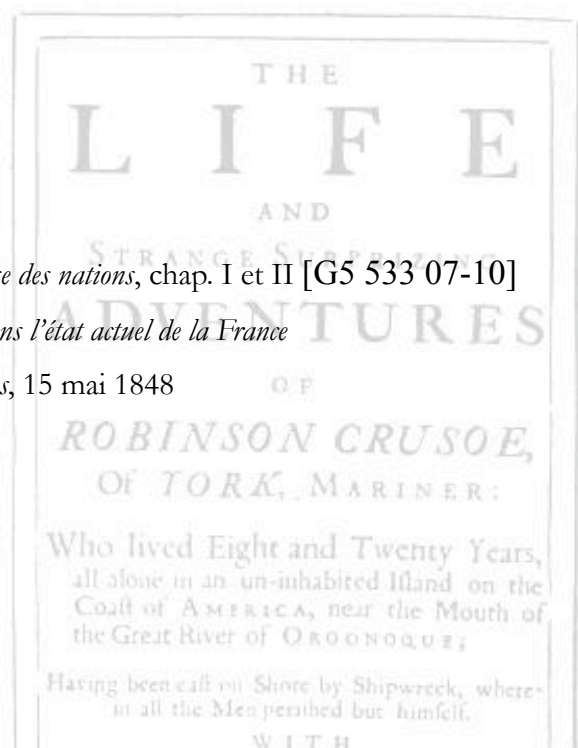 THE
LIFE
AND
STRANGE SURPRIZING
e des nations, chap. I et II [G5 533 07-10]
ADVENTURES
ns l'état actuel de la France
s, 15 mai 1848
OF
ROBINSON CRUSOE,
Of YORK, MARINER:
Who lived Eight and Twenty Years,
all alone in an un-inhabited Iſland on the
Coaſt of AMERICA, near the Mouth of
the Great River of OROONOQUE;
Having been caſt on Shore by Shipwreck, where-
in all the Men periſhed but himſelf.
WITH